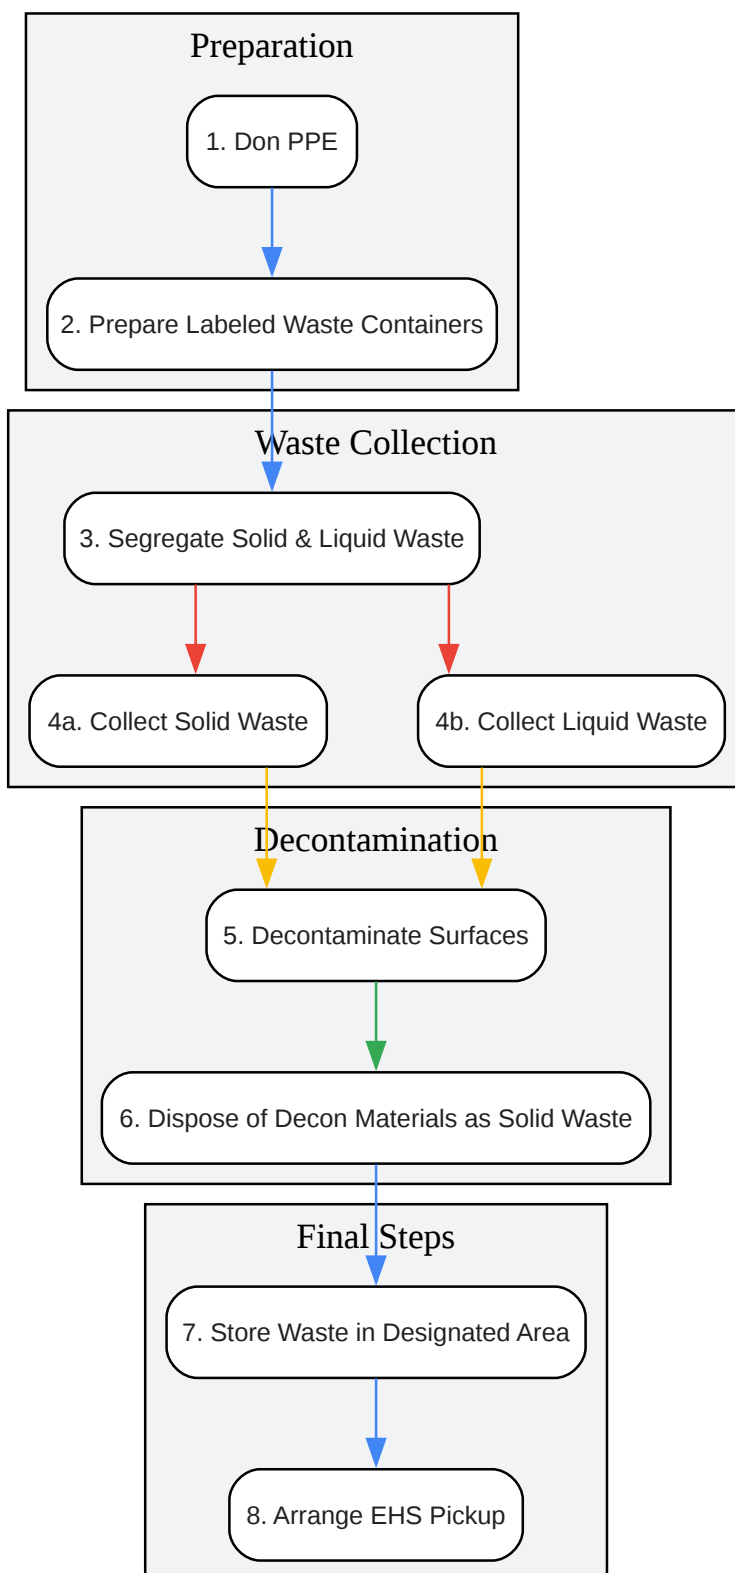 Preparation
1. Don PPE
2. Prepare Labeled Waste Containers
Waste Collection
3. Segregate Solid & Liquid Waste
4a. Collect Solid Waste
4b. Collect Liquid Waste
Decontamination
5. Decontaminate Surfaces
6. Dispose of Decon Materials as Solid Waste
Final Steps
7. Store Waste in Designated Area
8. Arrange EHS Pickup